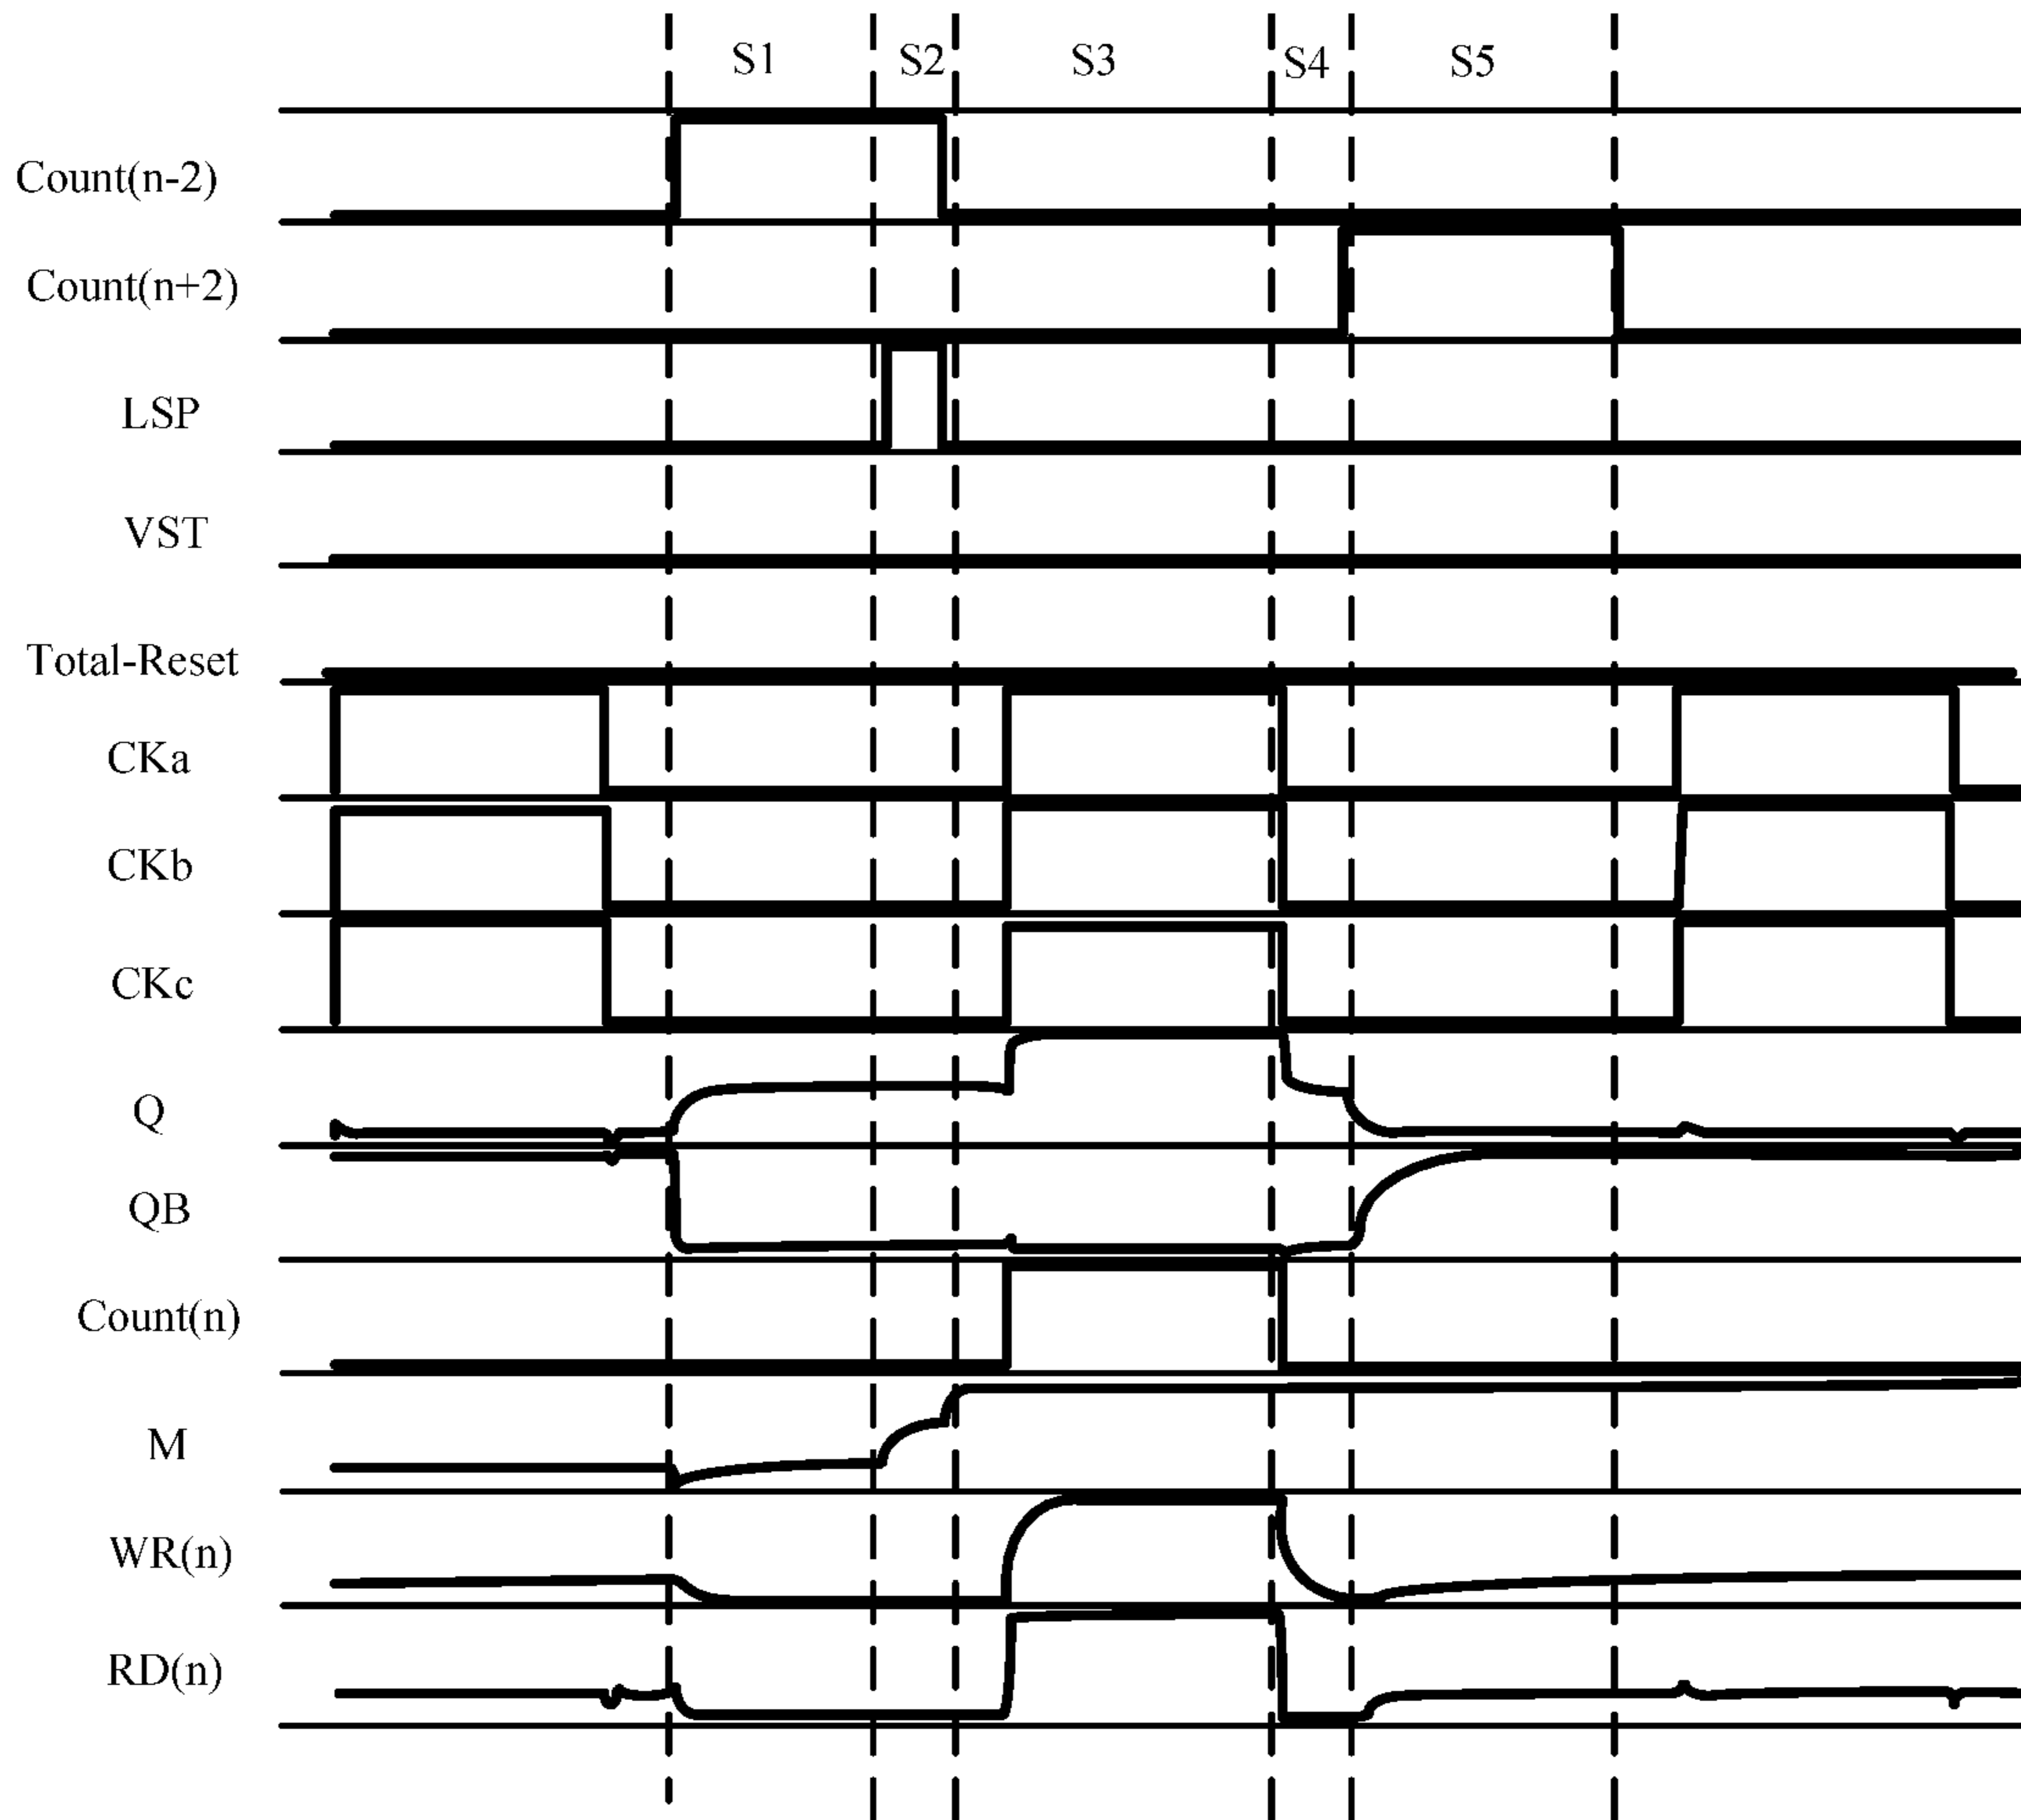 S1 S2 S3 S4 S5
Count(n-2)
Count(n+2)
LSP
VST
Total-Reset
CKa
CKb
CKc
Q
QB
Count(n)
M
WR(n)
RD(n)